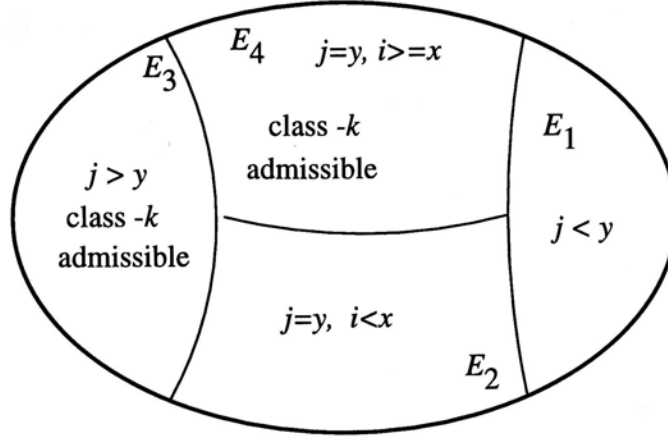 E₃
j > y
class -k
admissible
E₄
j=y, i>=x
class -k
admissible
j=y, i<x
E₂
E₁
j < y